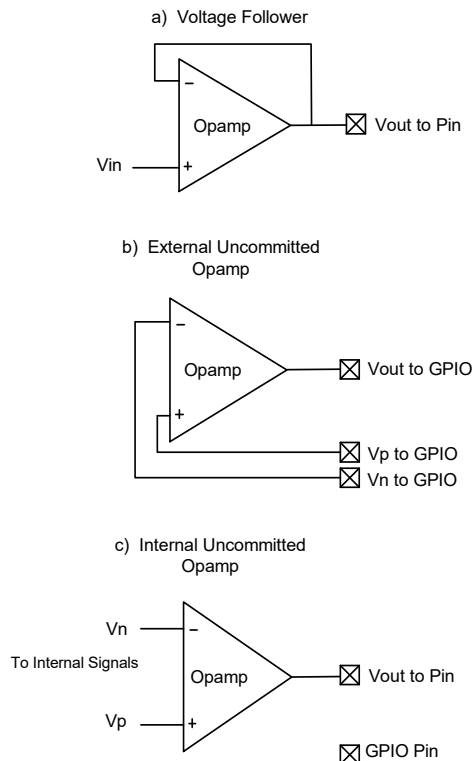 a) Voltage Follower
−
Opamp
Vout to Pin
Vin
+
b) External Uncommitted
Opamp
−
Opamp
Vout to GPIO
+
Vp to GPIO
Vn to GPIO
c) Internal Uncommitted
Opamp
Vn
−
To Internal Signals
Opamp
Vout to Pin
Vp
+
GPIO Pin